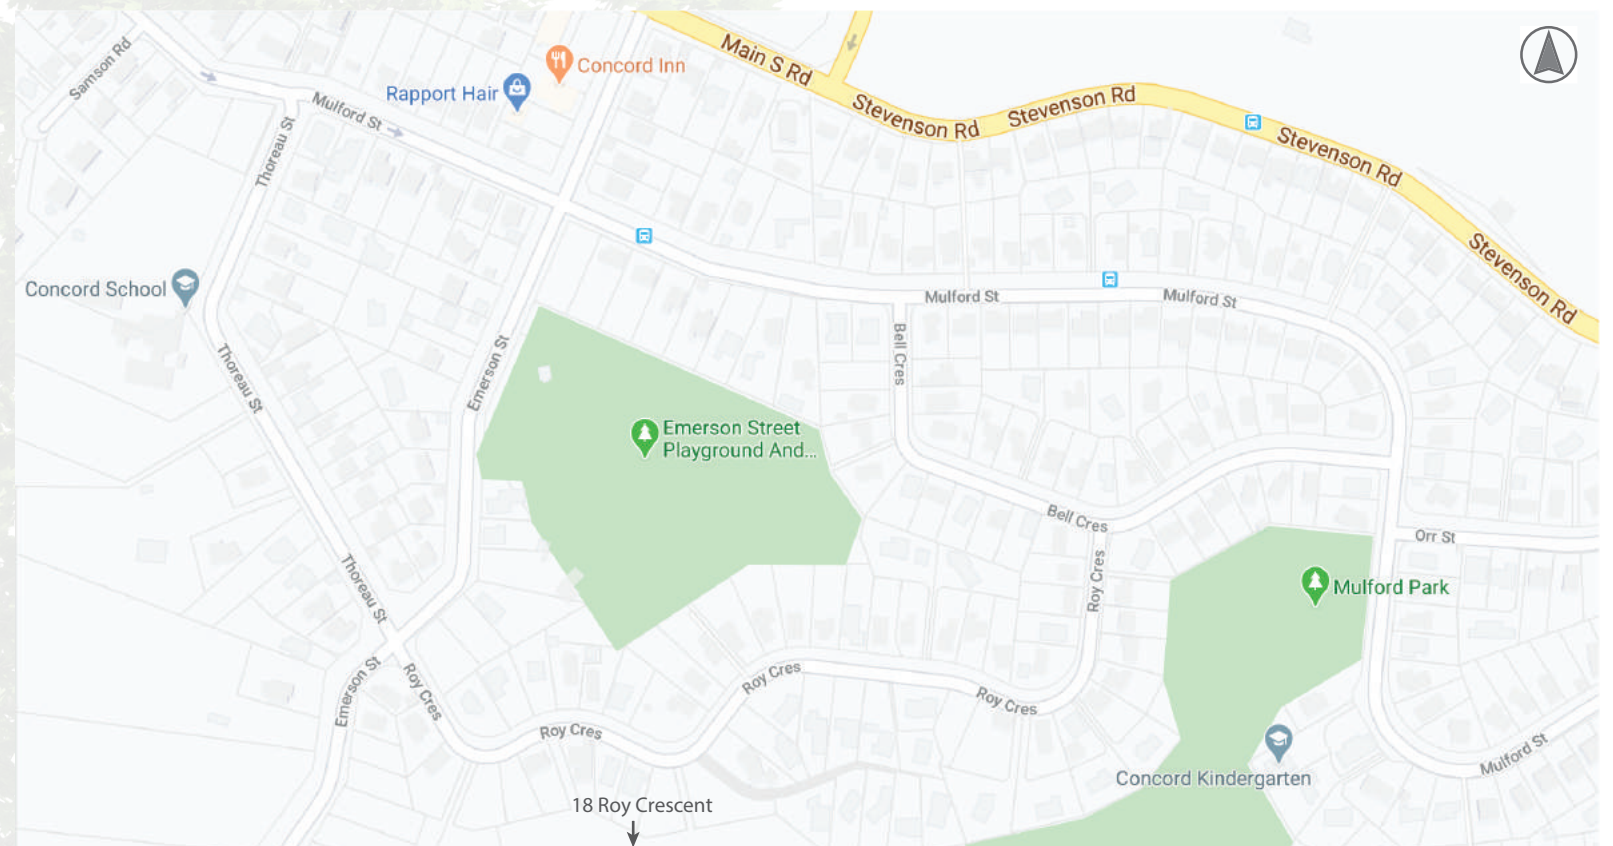 Main S Rd
Stevenson Rd
Stevenson Rd
Stevenson Rd
Stevenson Rd
Samson Rd
Concord Inn
Rapport Hair
Mulford St
Thoreau St
Concord School
Mulford St
Mulford St
Bell Cres
Emerson St
Thoreau St
Emerson Street
Playground And...
Bell Cres
Orr St
Thoreau St
Roy Cres
Mulford Park
Emerson St
Roy Cres
Roy Cres
Roy Cres
Roy Cres
Mulford St
Concord Kindergarten
18 Roy Crescent